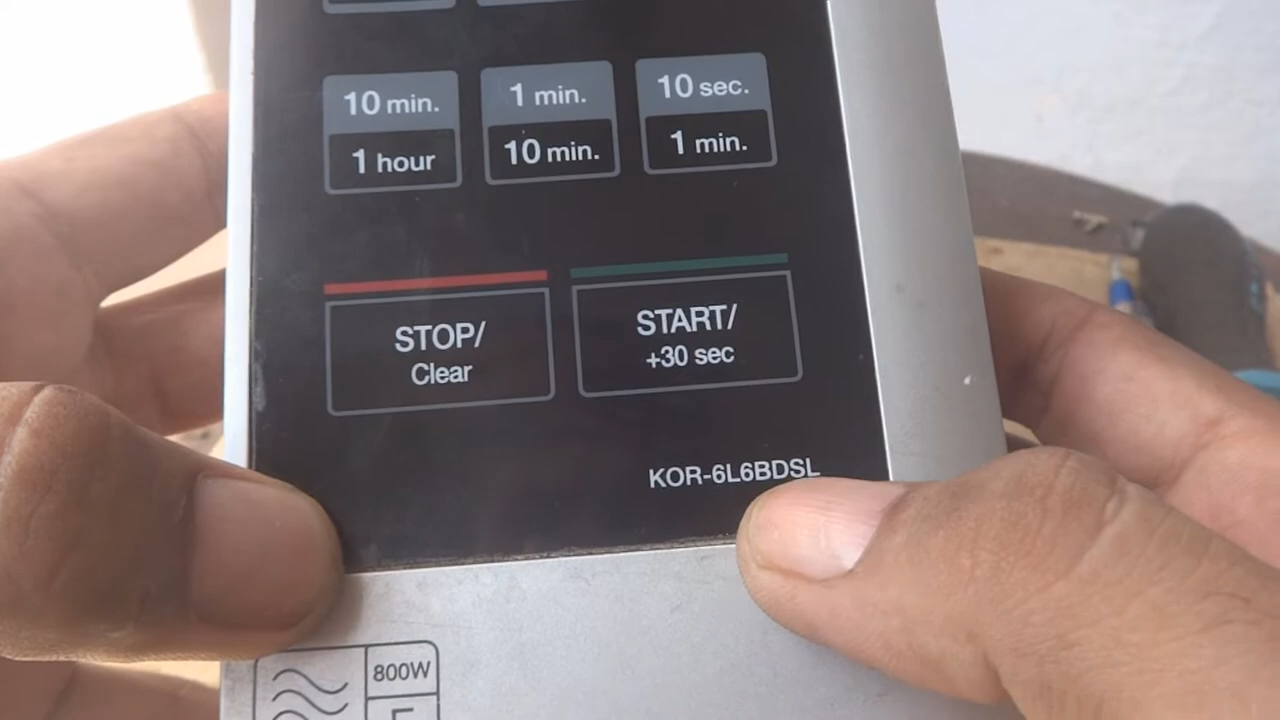 10 min.
1 hour
1 min.
10 min.
10 sec.
1 min.
STOP/
Clear
START/
+30 sec
KOR-6L6BDSL
800W